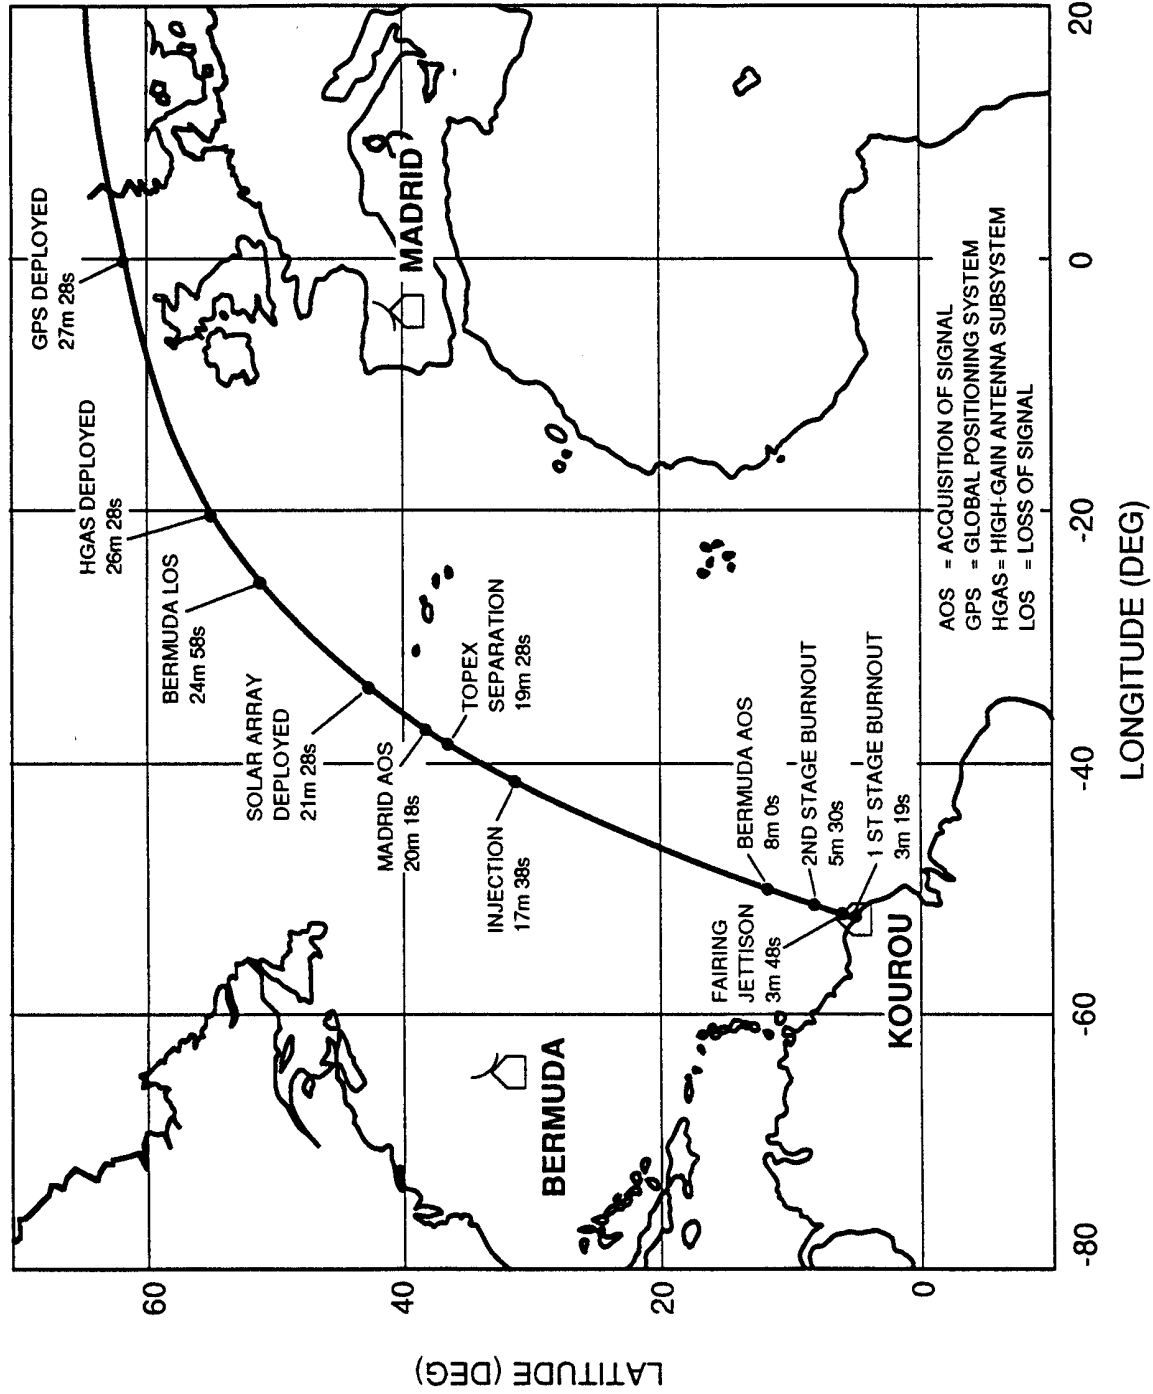 GPS DEPLOYED
27m 28s
HGAS DEPLOYED
26m 28s
BERMUDA LOS
24m 58s
SOLAR ARRAY
DEPLOYED
21m 28s
MADRID AOS
20m 18s
TOPEX
SEPARATION
19m 28s
INJECTION
17m 38s
BERMUDA AOS
8m 0s
2ND STAGE BURNOUT
5m 30s
1 ST STAGE BURNOUT
3m 19s
FAIRING
JETTISON
3m 48s
MADRID
BERMUDA
KOUROU
AOS = ACQUISITION OF SIGNAL
GPS = GLOBAL POSITIONING SYSTEM
HGAS = HIGH-GAIN ANTENNA SUBSYSTEM
LOS = LOSS OF SIGNAL
60
40
20
0
LATITUDE (DEG)
-80
-60
-40
-20
0
20
LONGITUDE (DEG)